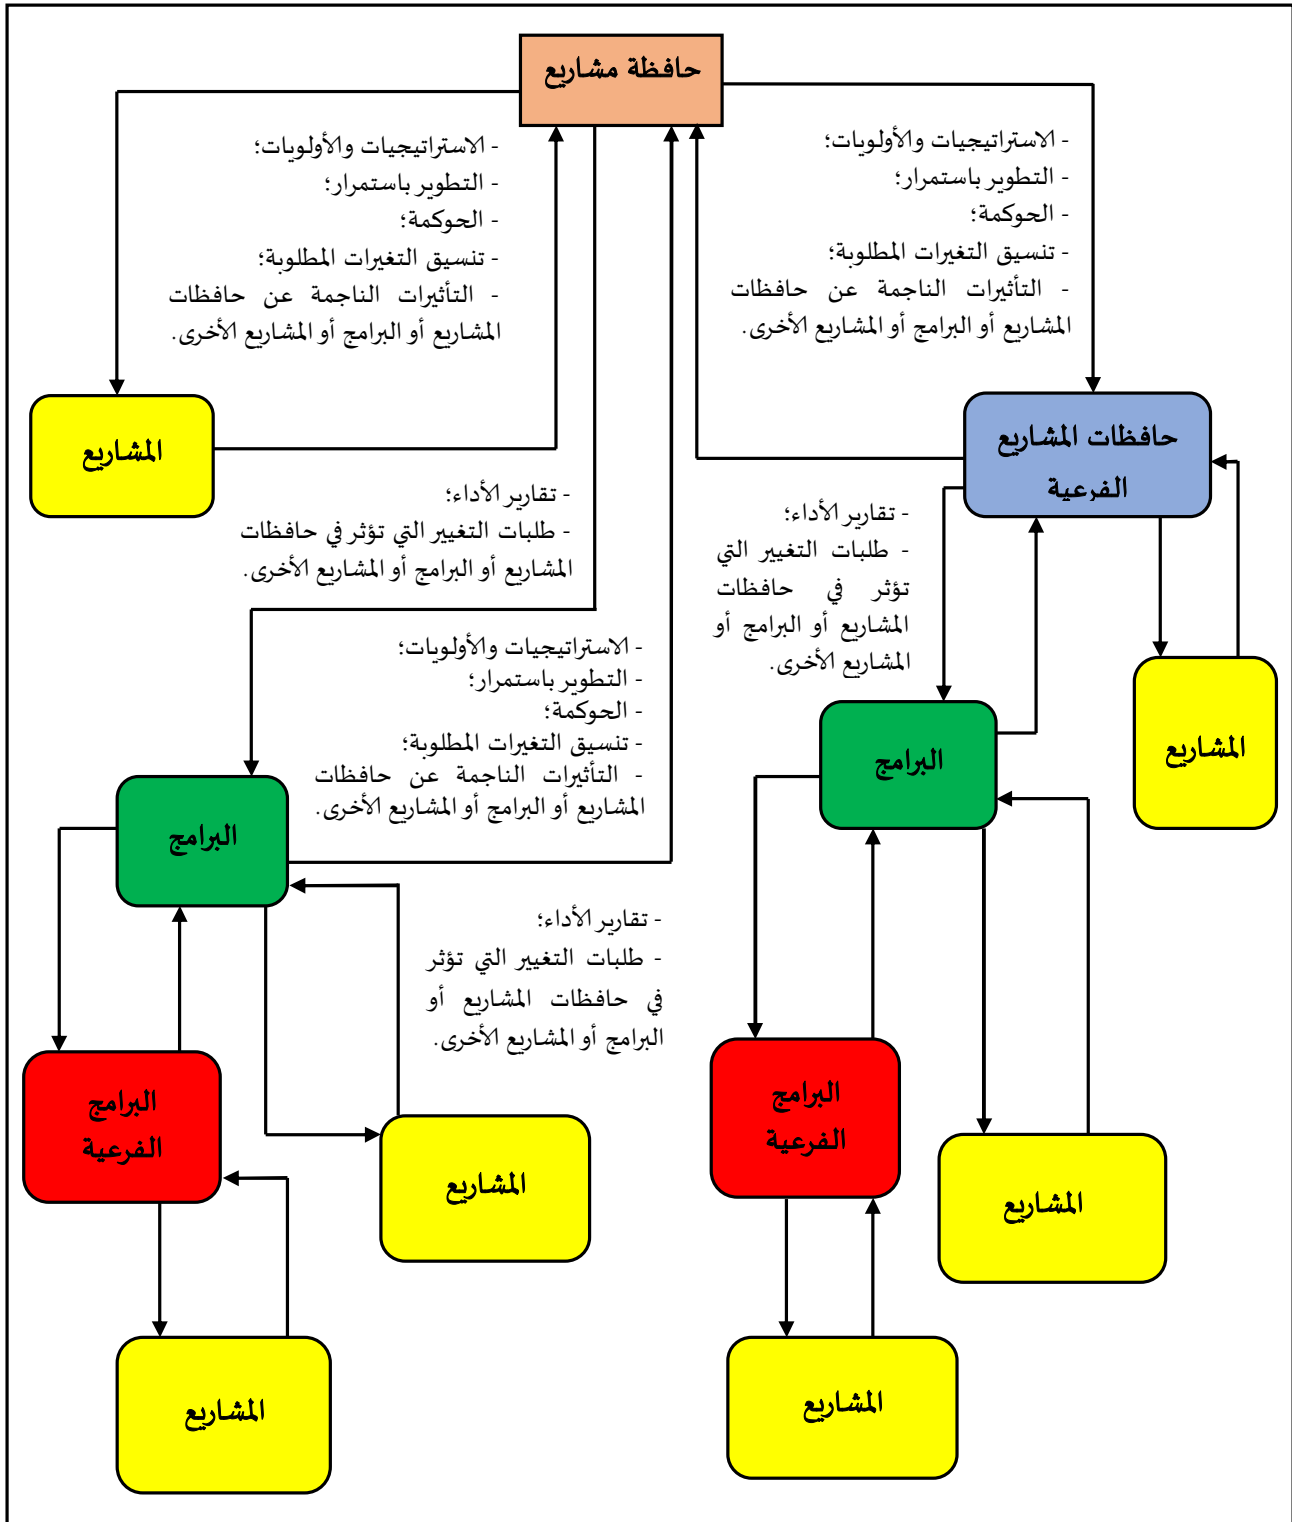 حافظة مشاريع
- الاستراتيجيات والأولويات؛
- التطوير باستمرار؛
- الحوكمة؛
- تنسيق التغيرات المطلوبة؛
- التأثيرات الناجمة عن حافظات
المشاريع أو البرامج أو المشاريع الأخرى.
- الاستراتيجيات والأولويات؛
- التطوير باستمرار؛
- الحوكمة؛
- تنسيق التغيرات المطلوبة؛
- التأثيرات الناجمة عن حافظات
المشاريع أو البرامج أو المشاريع الأخرى.
حافظات المشاريع
الفرعية
المشاريع
- تقارير الأداء؛
- طلبات التغيير التي
تؤثر في حافظات
المشاريع أو البرامج أو
المشاريع الأخرى.
- تقارير الأداء؛
- طلبات التغيير التي تؤثر في حافظات
المشاريع أو البرامج أو المشاريع الأخرى.
- الاستراتيجيات والأولويات؛
- التطوير باستمرار؛
- الحوكمة؛
- تنسيق التغيرات المطلوبة؛
- التأثيرات الناجمة عن حافظات
المشاريع أو البرامج أو المشاريع الأخرى.
المشاريع
البرامج
البرامج
- تقارير الأداء؛
- طلبات التغيير التي تؤثر
في حافظات المشاريع أو
البرامج أو المشاريع الأخرى.
البرامج
الفرعية
البرامج
الفرعية
المشاريع
المشاريع
المشاريع
المشاريع